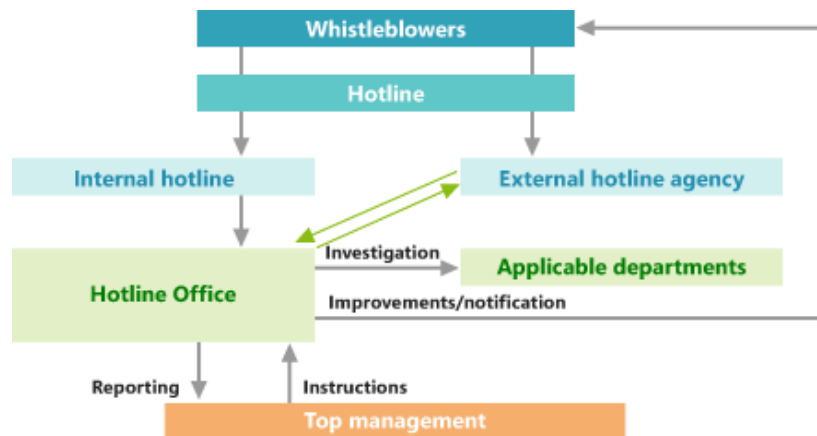 Whistleblowers
Hotline
Internal hotline
External hotline agency
Investigation
Applicable departments
Hotline Office
Improvements/notification
Reporting
Instructions
Top management